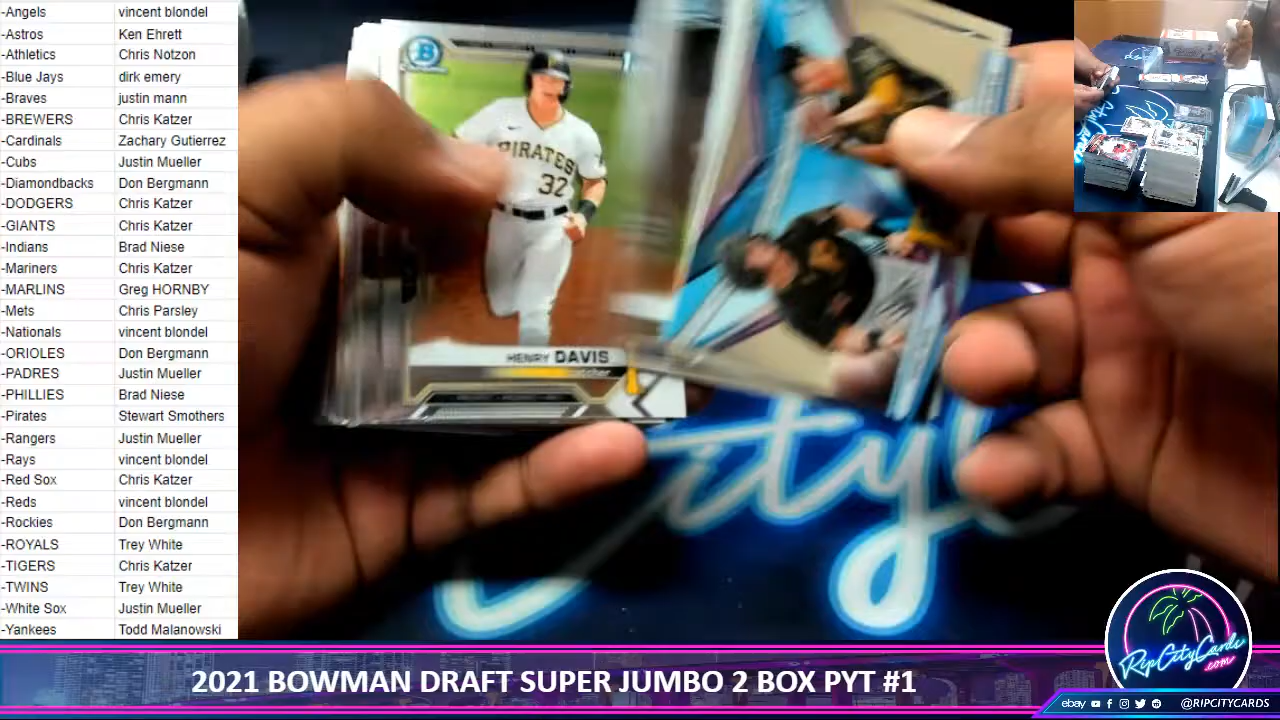 -Angels vincent blondel
-Astros Ken Ehrett
-Athletics Chris Notzon
-Blue Jays dirk emery
-Braves justin mann
-BREWERS Chris Katzer
-Cardinals Zachary Gutierrez
-Cubs Justin Mueller
-Diamondbacks Don Bergmann
-DODGERS Chris Katzer
-GIANTS Chris Katzer
-Indians Brad Niese
-Mariners Chris Katzer
-MARLINS Greg HORNBY
-Mets Chris Parsley
-Nationals vincent blondel
-ORIOLES Don Bergmann
-PADRES Justin Mueller
-PHILLIES Brad Niese
-Pirates Stewart Smothers
-Rangers Justin Mueller
-Rays vincent blondel
-Red Sox Chris Katzer
-Reds vincent blondel
-Rockies Don Bergmann
-ROYALS Trey White
-TIGERS Chris Katzer
-TWINS Trey White
-White Sox Justin Mueller
-Yankees Todd Malanowski
B
PIRATES
32
HENRY DAVIS
catcher
ity
RipCityCards
.com
2021 BOWMAN DRAFT SUPER JUMBO 2 BOX PYT #1
ebay @RIPCITYCARDS